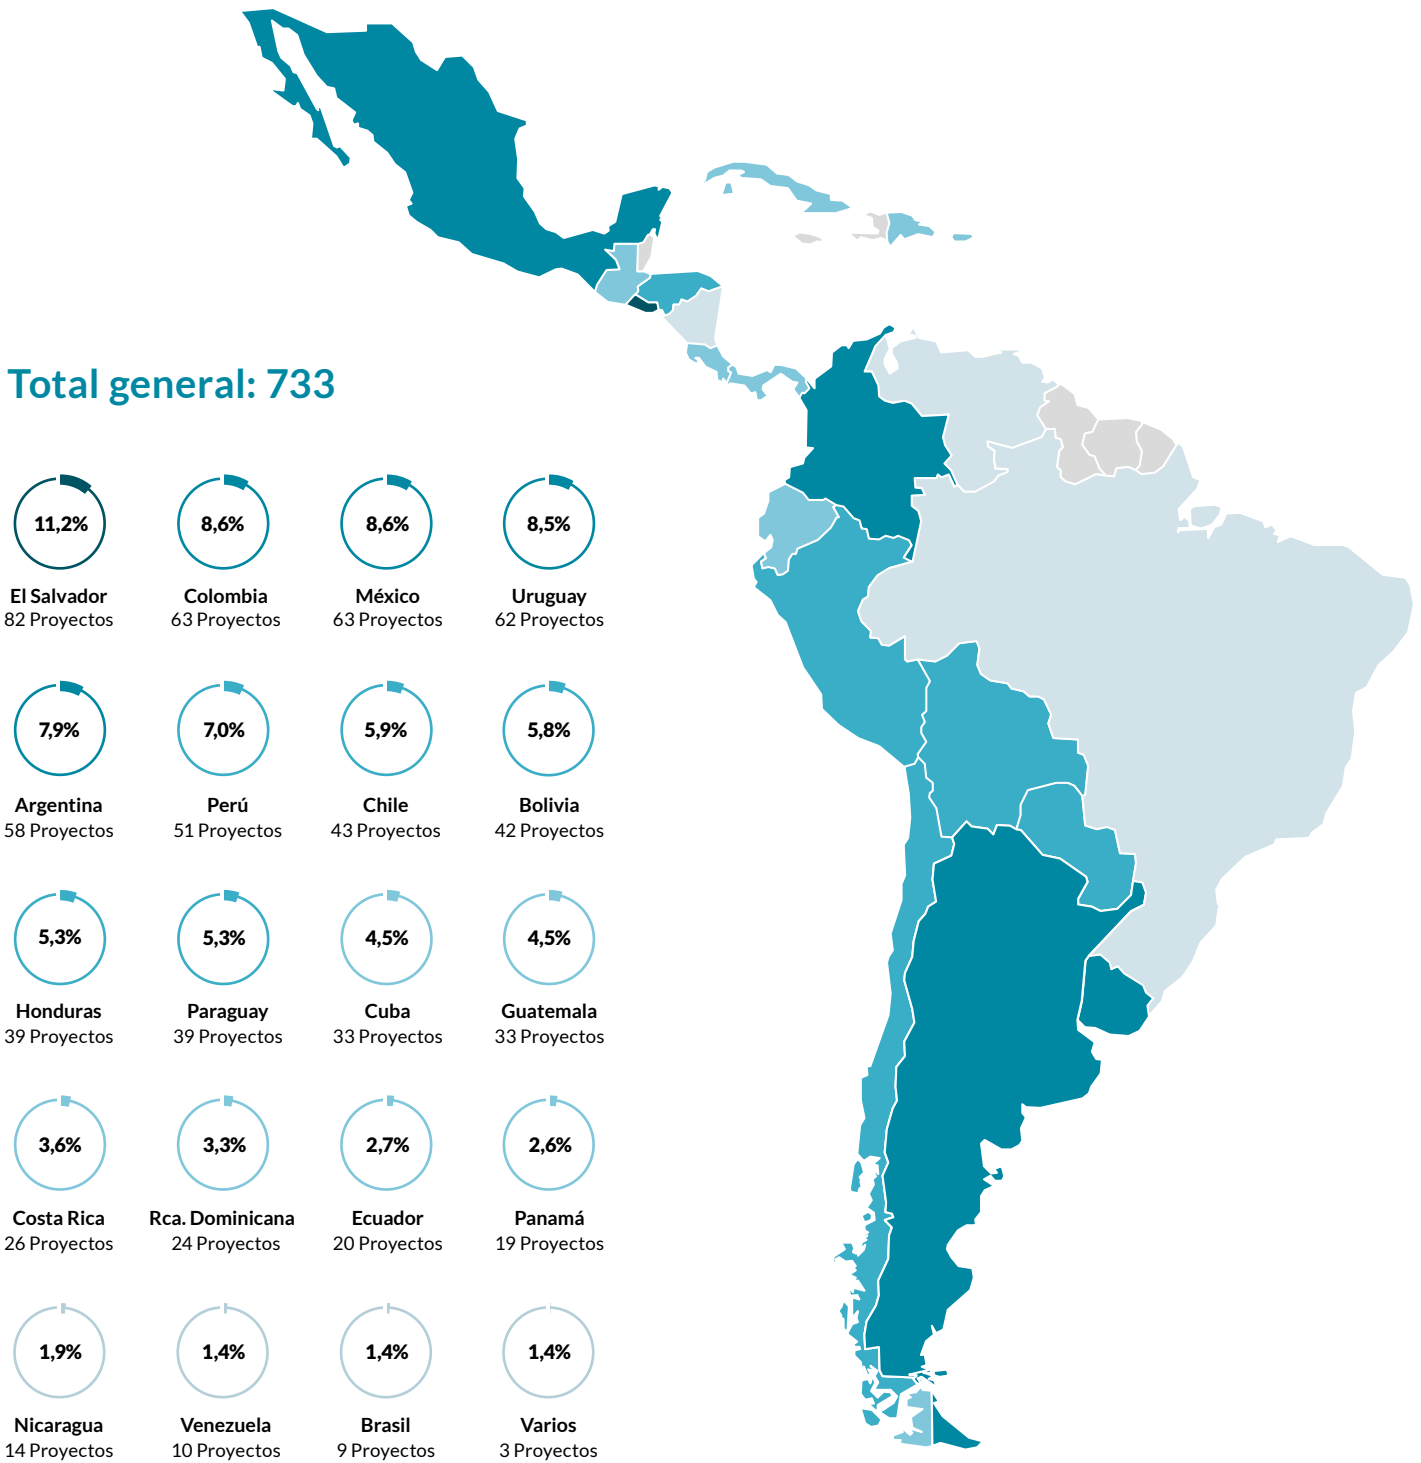 Total general: 733
11,2%
El Salvador
82 Proyectos
8,6%
Colombia
63 Proyectos
8,6%
México
63 Proyectos
8,5%
Uruguay
62 Proyectos
7,9%
Argentina
58 Proyectos
7,0%
Perú
51 Proyectos
5,9%
Chile
43 Proyectos
5,8%
Bolivia
42 Proyectos
5,3%
Honduras
39 Proyectos
5,3%
Paraguay
39 Proyectos
4,5%
Cuba
33 Proyectos
4,5%
Guatemala
33 Proyectos
3,6%
Costa Rica
26 Proyectos
3,3%
Rca. Dominicana
24 Proyectos
2,7%
Ecuador
20 Proyectos
2,6%
Panamá
19 Proyectos
1,9%
Nicaragua
14 Proyectos
1,4%
Venezuela
10 Proyectos
1,4%
Brasil
9 Proyectos
1,4%
Varios
3 Proyectos